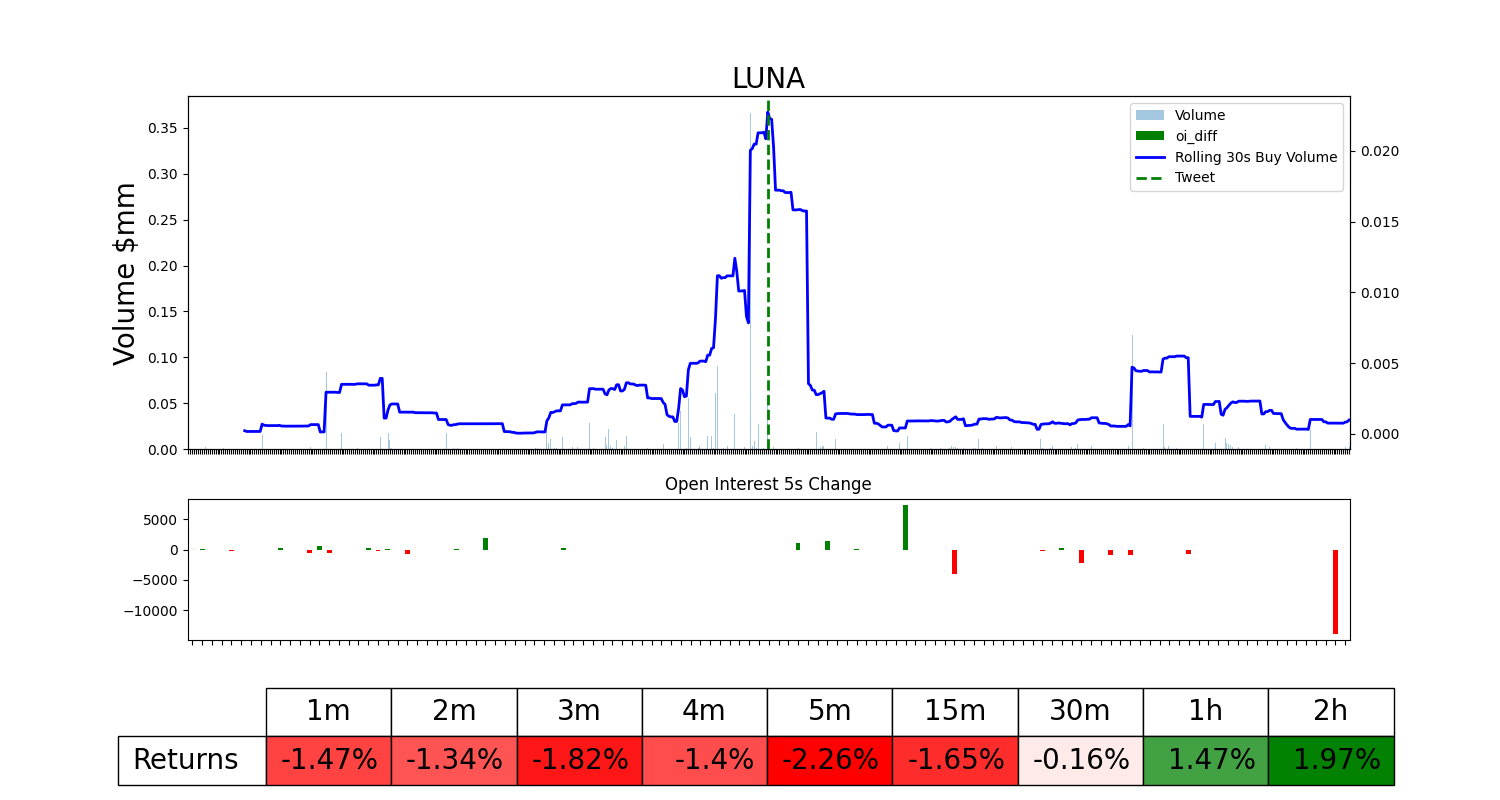 LUNA
Volume $mm
0.35
0.30
0.25
0.20
0.15
0.10
0.05
0.00
Volume
oi_diff
Rolling 30s Buy Volume
Tweet
0.020
0.015
0.010
0.005
0.000
Open Interest 5s Change
5000
0
−5000
−10000
1m 2m 3m 4m 5m 15m 30m 1h 2h
Returns -1.47% -1.34% -1.82% -1.4% -2.26% -1.65% -0.16% 1.47% 1.97%